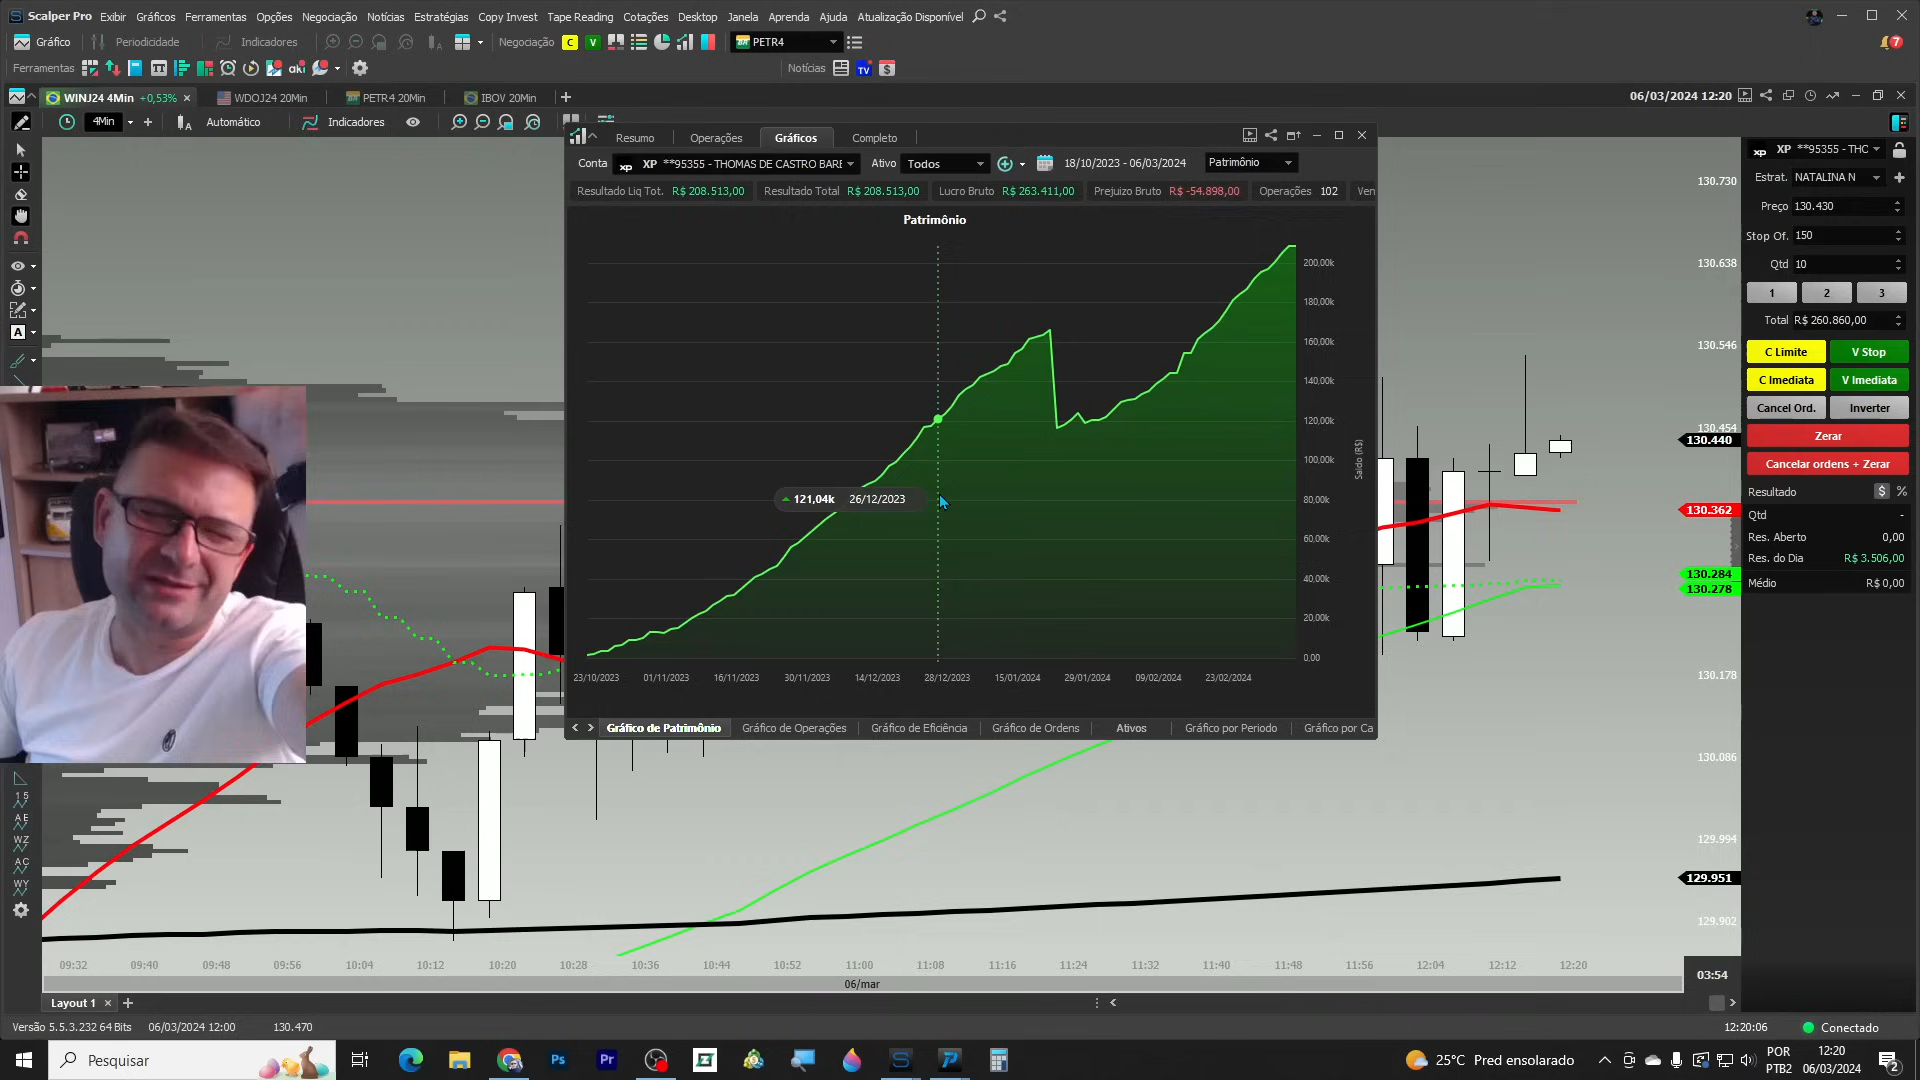 Scalper Pro Exibir Gráficos Ferramentas Opções Negociação Notícias Estratégias Copy Invest Tape Reading Cotações Desktop Janela Aprenda Ajuda Atualização Disponível
Gráfico Periodicidade Indicadores Negociação C V PETR4 7
Ferramentas aki Notícias TV $
WINJ24 4Min +0,53% WDOJ24 20Min PETR4 20Min IBOV 20Min 06/03/2024 12:20
4Min Automático Indicadores
Resumo Operações Gráficos Completo
Conta xp XP **95355 - THOMAS DE CASTRO BARE Ativo Todos 18/10/2023 - 06/03/2024 Patrimônio
Resultado Liq Tot. R$ 208.513,00 Resultado Total R$ 208.513,00 Lucro Bruto R$ 263.411,00 Prejuizo Bruto R$ -54.898,00 Operações 102 Ven
Patrimônio
200,00k
180,00k
160,00k
140,00k
120,00k
100,00k
80,00k
60,00k
40,00k
20,00k
0,00
Saldo (R$)
121,04k 26/12/2023
23/10/2023 01/11/2023 16/11/2023 30/11/2023 14/12/2023 28/12/2023 15/01/2024 29/01/2024 09/02/2024 23/02/2024
Gráfico de Patrimônio Gráfico de Operações Gráfico de Eficiência Gráfico de Ordens Ativos Gráfico por Periodo Gráfico por Ca
130.730
130.638
130.546
130.454
130.440
130.362
130.284
130.278
130.178
130.086
129.994
129.951
129.902
xp XP **95355 - THC
Estrat. NATALINA N
Preço 130.430
Stop Of. 150
Qtd 10
1 2 3
Total R$ 260.860,00
C Limite V Stop
C Imediata V Imediata
Cancel Ord. Inverter
Zerar
Cancelar ordens + Zerar
Resultado $ %
Qtd -
Res. Aberto 0,00
Res. do Dia R$ 3.506,00
Médio R$ 0,00
A
1 5
AE
WZ
AC
WY
09:32 09:40 09:48 09:56 10:04 10:12 10:20 10:28 10:36 10:44 10:52 11:00 11:08 11:16 11:24 11:32 11:40 11:48 11:56 12:04 12:12 12:20
06/mar
03:54
Layout 1
Versão 5.5.3.232 64 Bits 06/03/2024 12:00 130.470 12:20:06 Conectado
Pesquisar Ps Pr 25°C Pred ensolarado POR 12:20
PTB2 06/03/2024 2